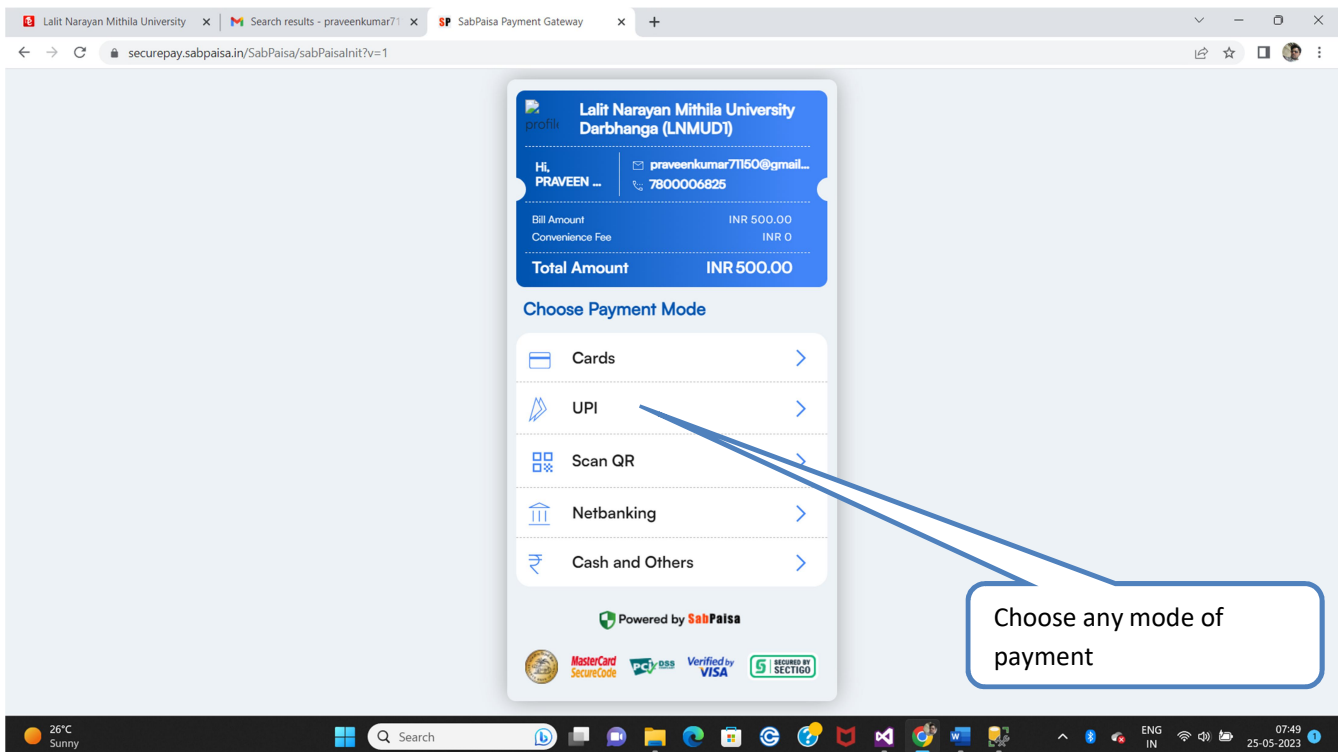 Lalit Narayan Mithila University
Search results - praveenkumar71
SP SabPaisa Payment Gateway
securepay.sabpaisa.in/SabPaisa/sabPaisaInit?v=1
profile
Lalit Narayan Mithila University
Darbhanga (LNMUD1)
Hi,
PRAVEEN ...
praveenkumar71150@gmail...
7800006825
Bill Amount INR 500.00
Convenience Fee INR 0
Total Amount INR 500.00
Choose Payment Mode
Cards
UPI
Scan QR
Netbanking
Cash and Others
Choose any mode of
payment
Powered by SabPaisa
MasterCard
SecureCode
PCI DSS
Verified by
VISA
SECURED BY
SECTIGO
26°C
Sunny
Search
ENG
IN
07:49
25-05-2023
1